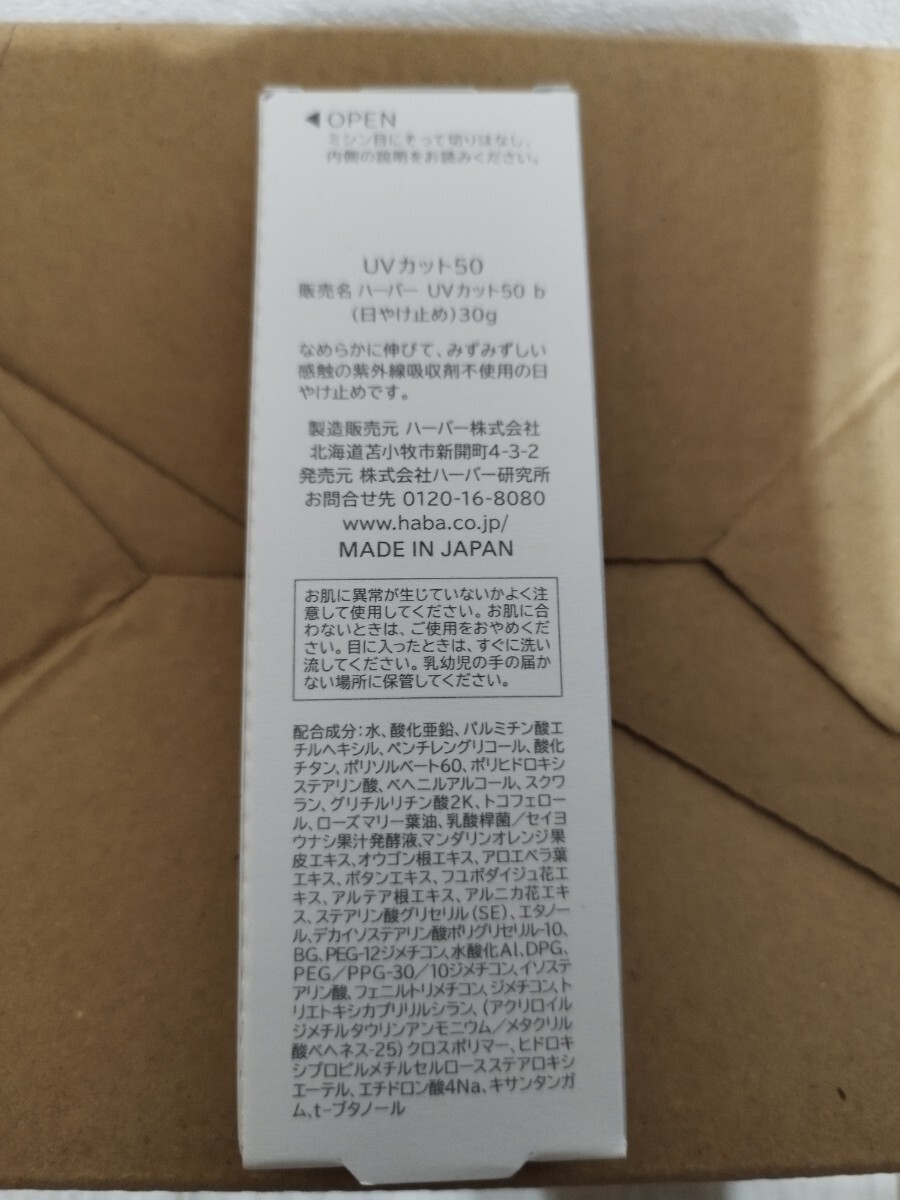 ◀OPEN
ミシン目にそって切りはなし、
内側の説明をお読みください。
UVカット50
販売名 ハーバー UVカット50 b
(日やけ止め)30g
なめらかに伸びて、みずみずしい
感触の紫外線吸収剤不使用の日
やけ止めです。
製造販売元 ハーバー株式会社
北海道苫小牧市新開町4-3-2
発売元 株式会社ハーバー研究所
お問合せ先 0120-16-8080
www.haba.co.jp/
MADE IN JAPAN
お肌に異常が生じていないかよく注
意して使用してください。お肌に合
わないときは、ご使用をおやめくだ
さい。目に入ったときは、すぐに洗い
流してください。乳幼児の手の届か
ない場所に保管してください。
配合成分:水、酸化亜鉛、パルミチン酸エ
チルヘキシル、ペンチレングリコール、酸化
チタン、ポリソルベート60、ポリヒドロキシ
ステアリン酸、ベヘニルアルコール、スクワ
ラン、グリチルリチン酸2K、トコフェロー
ル、ローズマリー葉油、乳酸桿菌/セイヨ
ウナシ果汁発酵液、マンダリンオレンジ果
皮エキス、オウゴン根エキス、アロエベラ葉
エキス、ボタンエキス、フユボダイジュ花エ
キス、アルテア根エキス、アルニカ花エキ
ス、ステアリン酸グリセリル(SE)、エタノー
ル、デカイソステアリン酸ポリグリセリル-10、
BG、PEG-12ジメチコン、水酸化Al、DPG、
PEG/PPG-30/10ジメチコン、イソステ
アリン酸、フェニルトリメチコン、ジメチコン、ト
リエトキシカプリリルシラン、(アクリロイル
ジメチルタウリンアンモニウム/メタクリル
酸ベヘネス-25)クロスポリマー、ヒドロキ
シプロピルメチルセルロースステアロキシ
エーテル、エチドロン酸4Na、キサンタンガ
ム、t-ブタノール